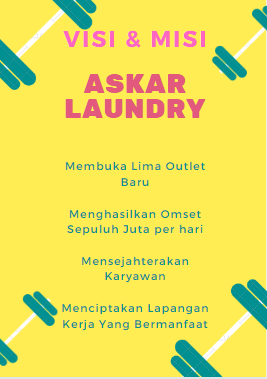 VISI & MISI
ASKAR
LAUNDRY
Membuka Lima Outlet
Baru
Menghasilkan Omset
Sepuluh Juta per hari
Mensejahterakan
Karyawan
Menciptakan Lapangan
Kerja Yang Bermanfaat